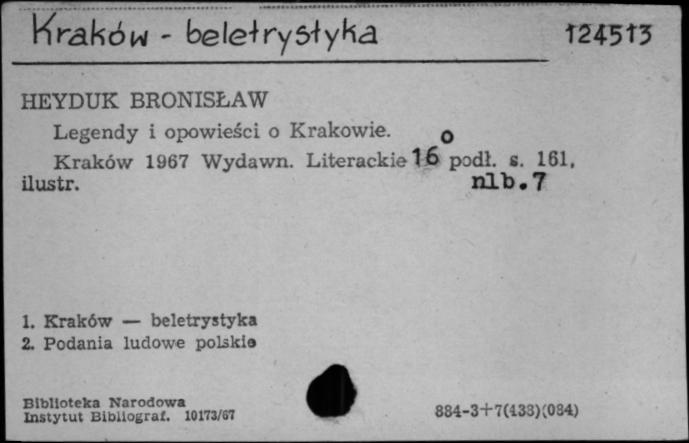 Kraków - beletrystyka 124513
HEYDUK BRONISŁAW
Legendy i opowieści o Krakowie.
Kraków 1967 Wydawn. Literackie 16° podł. s. 161,
ilustr. nlb. 7
1. Kraków — beletrystyka
2. Podania ludowe polskie
Biblioteka Narodowa
Instytut Bibliograf. 10173/67 884-3+7(438)(084)